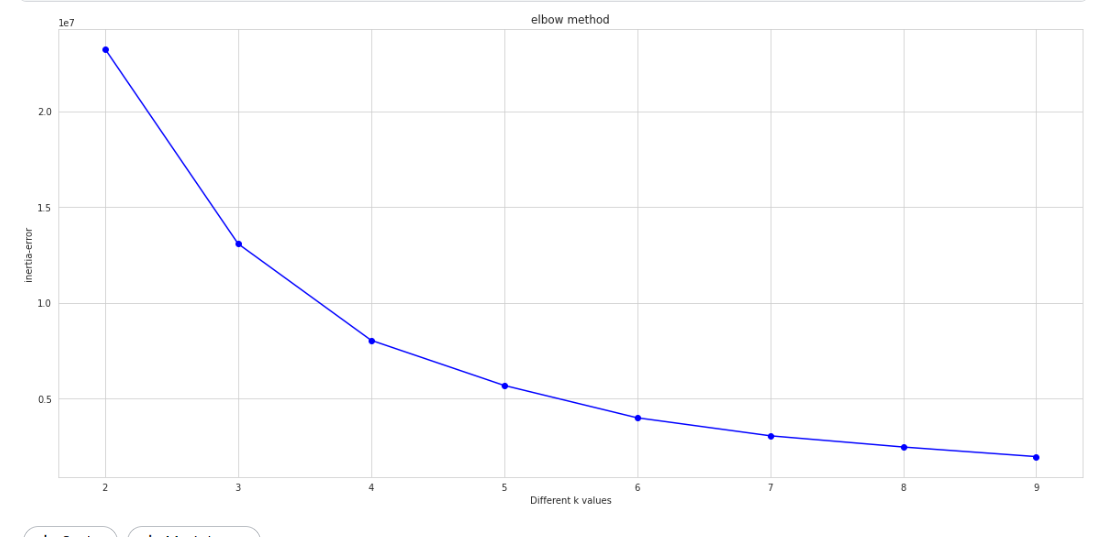 elbow method
1e7
2.0
1.5
1.0
0.5
inertia-error
2 3 4 5 6 7 8 9
Different k values